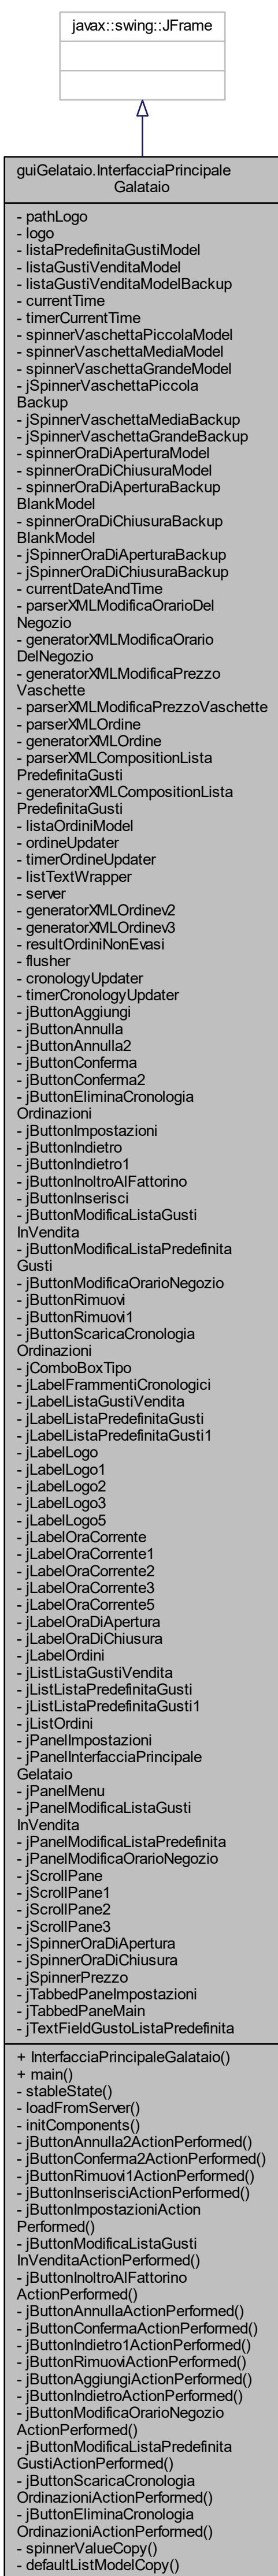 javax::swing::JFrame
guiGelataio.InterfacciaPrincipale
Galataio
- pathLogo
- logo
- listaPredefinitaGustiModel
- listaGustiVenditaModel
- listaGustiVenditaModelBackup
- currentTime
- timerCurrentTime
- spinnerVaschettaPiccolaModel
- spinnerVaschettaMediaModel
- spinnerVaschettaGrandeModel
- jSpinnerVaschettaPiccola
Backup
- jSpinnerVaschettaMediaBackup
- jSpinnerVaschettaGrandeBackup
- spinnerOraDiAperturaModel
- spinnerOraDiChiusuraModel
- spinnerOraDiAperturaBackup
BlankModel
- spinnerOraDiChiusuraBackup
BlankModel
- jSpinnerOraDiAperturaBackup
- jSpinnerOraDiChiusuraBackup
- currentDateAndTime
- parserXMLModificaOrarioDel
Negozio
- generatorXMLModificaOrario
DelNegozio
- generatorXMLModificaPrezzo
Vaschette
- parserXMLModificaPrezzoVaschette
- parserXMLOrdine
- generatorXMLOrdine
- parserXMLCompositionLista
PredefinitaGusti
- generatorXMLCompositionLista
PredefinitaGusti
- listaOrdiniModel
- ordineUpdater
- timerOrdineUpdater
- listTextWrapper
- server
- generatorXMLOrdinev2
- generatorXMLOrdinev3
- resultOrdiniNonEvasi
- flusher
- cronologyUpdater
- timerCronologyUpdater
- jButtonAggiungi
- jButtonAnnulla
- jButtonAnnulla2
- jButtonConferma
- jButtonConferma2
- jButtonEliminaCronologia
Ordinazioni
- jButtonImpostazioni
- jButtonIndietro
- jButtonIndietro1
- jButtonInoltroAlFattorino
- jButtonInserisci
- jButtonModificaListaGusti
InVendita
- jButtonModificaListaPredefinita
Gusti
- jButtonModificaOrarioNegozio
- jButtonRimuovi
- jButtonRimuovi1
- jButtonScaricaCronologia
Ordinazioni
- jComboBoxTipo
- jLabelFrammentiCronologici
- jLabelListaGustiVendita
- jLabelListaPredefinitaGusti
- jLabelListaPredefinitaGusti1
- jLabelLogo
- jLabelLogo1
- jLabelLogo2
- jLabelLogo3
- jLabelLogo5
- jLabelOraCorrente
- jLabelOraCorrente1
- jLabelOraCorrente2
- jLabelOraCorrente3
- jLabelOraCorrente5
- jLabelOraDiApertura
- jLabelOraDiChiusura
- jLabelOrdini
- jListListaGustiVendita
- jListListaPredefinitaGusti
- jListListaPredefinitaGusti1
- jListOrdini
- jPanelImpostazioni
- jPanelInterfacciaPrincipale
Gelataio
- jPanelMenu
- jPanelModificaListaGusti
InVendita
- jPanelModificaListaPredefinita
- jPanelModificaOrarioNegozio
- jScrollPane
- jScrollPane1
- jScrollPane2
- jScrollPane3
- jSpinnerOraDiApertura
- jSpinnerOraDiChiusura
- jSpinnerPrezzo
- jTabbedPaneImpostazioni
- jTabbedPaneMain
- jTextFieldGustoListaPredefinita
+ InterfacciaPrincipaleGalataio()
+ main()
- stableState()
- loadFromServer()
- initComponents()
- jButtonAnnulla2ActionPerformed()
- jButtonConferma2ActionPerformed()
- jButtonRimuovi1ActionPerformed()
- jButtonInserisciActionPerformed()
- jButtonImpostazioniAction
Performed()
- jButtonModificaListaGusti
InVenditaActionPerformed()
- jButtonInoltroAlFattorino
ActionPerformed()
- jButtonAnnullaActionPerformed()
- jButtonConfermaActionPerformed()
- jButtonIndietro1ActionPerformed()
- jButtonRimuoviActionPerformed()
- jButtonAggiungiActionPerformed()
- jButtonIndietroActionPerformed()
- jButtonModificaOrarioNegozio
ActionPerformed()
- jButtonModificaListaPredefinita
GustiActionPerformed()
- jButtonScaricaCronologia
OrdinazioniActionPerformed()
- jButtonEliminaCronologia
OrdinazioniActionPerformed()
- spinnerValueCopy()
- defaultListModelCopy()